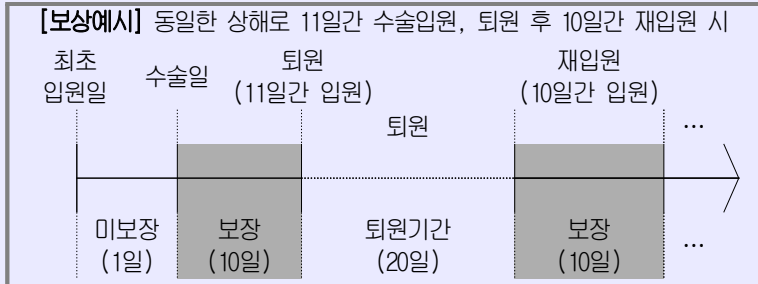 [보상예시] 동일한 상해로 11일간 수술입원, 퇴원 후 10일간 재입원 시
최초
입원일
수술일
퇴원
(11일간 입원)
퇴원
재입원
(10일간 입원)
…
미보장
(1일)
보장
(10일)
퇴원기간
(20일)
보장
(10일)
…